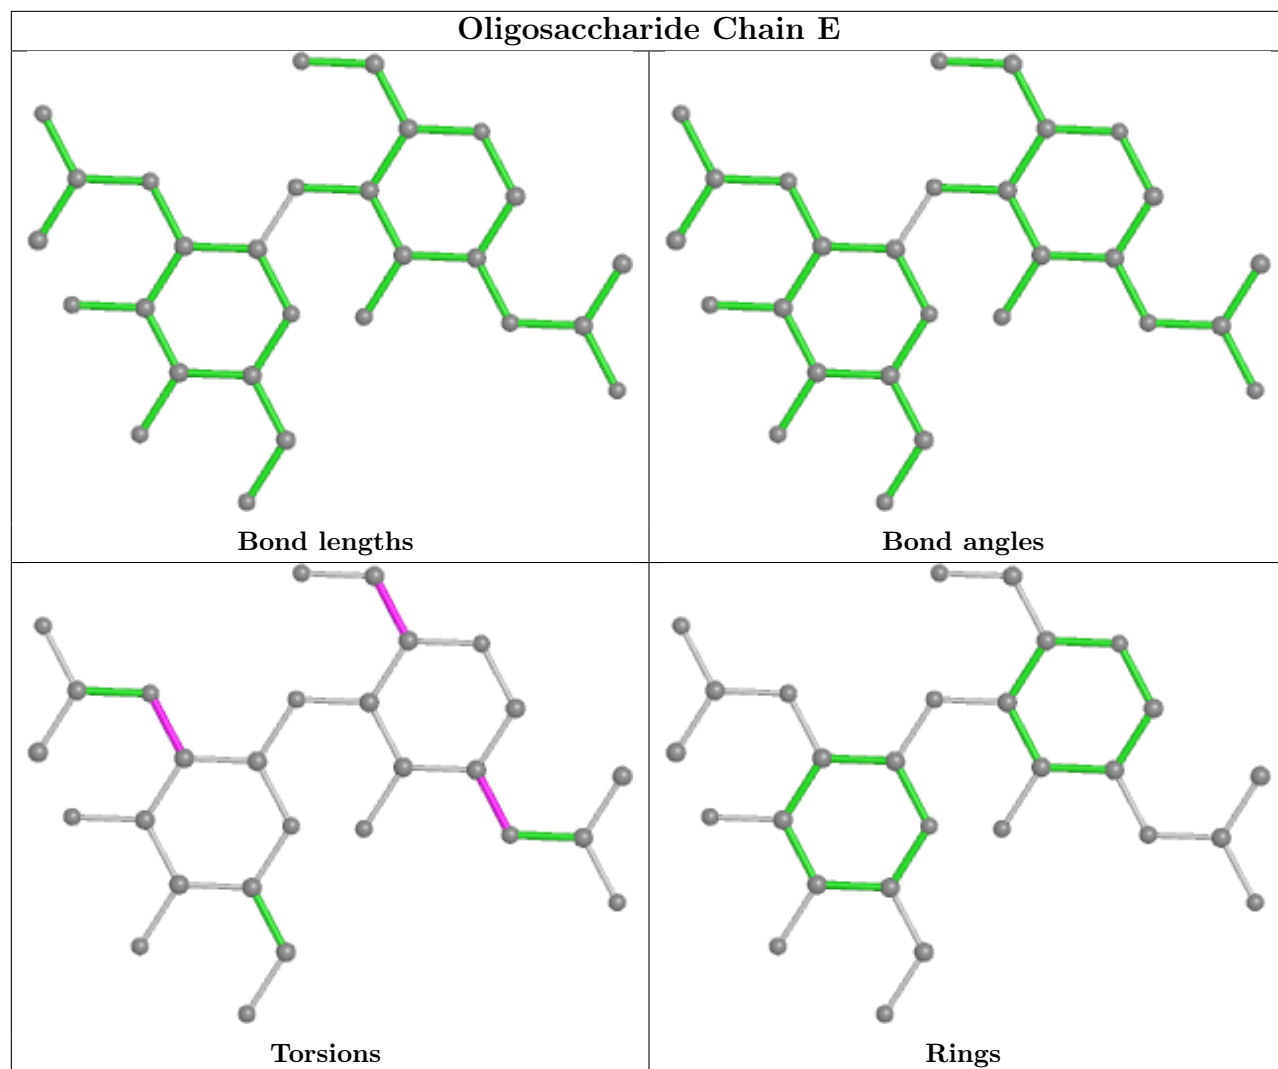 Oligosaccharide Chain E
Bond lengths
Bond angles
Torsions
Rings